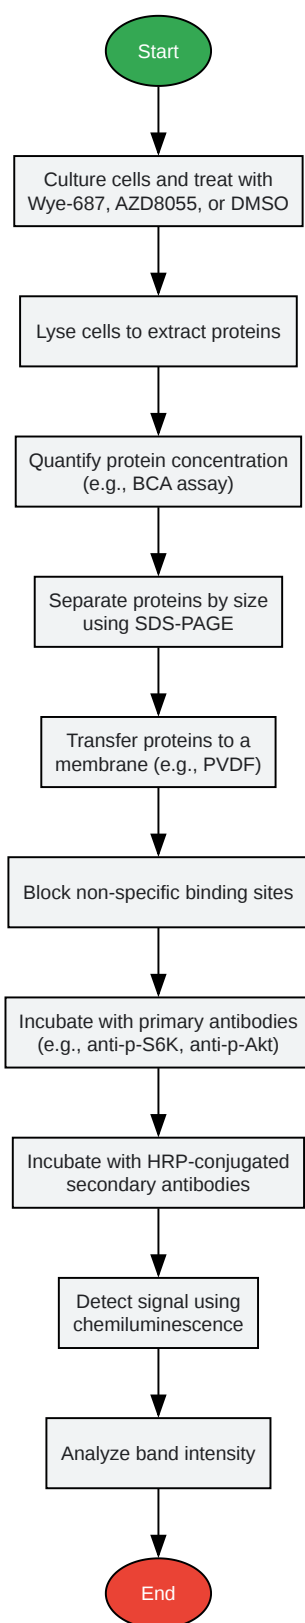 Start
Culture cells and treat with
Wye-687, AZD8055, or DMSO
Lyse cells to extract proteins
Quantify protein concentration
(e.g., BCA assay)
Separate proteins by size
using SDS-PAGE
Transfer proteins to a
membrane (e.g., PVDF)
Block non-specific binding sites
Incubate with primary antibodies
(e.g., anti-p-S6K, anti-p-Akt)
Incubate with HRP-conjugated
secondary antibodies
Detect signal using
chemiluminescence
Analyze band intensity
End